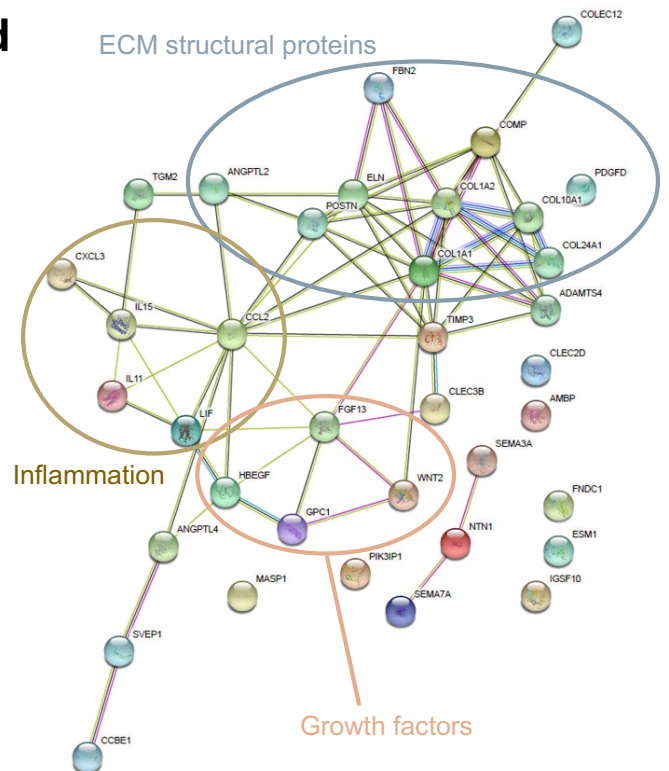 d
ECM structural proteins
COLEC12
FBN2
COMP
TGM2
ANGPTL2
ELN
COL1A2
PDGFD
POSTN
COL10A1
CXCL3
COL1A1
COL24A1
IL15
CCL2
TIMP3
ADAMTS4
CLEC2D
IL11
LIF
FGF13
CLEC3B
AMBP
SEMA3A
Inflammation
HBEGF
WNT2
GPC1
FNDC1
ANGPTL4
NTN1
ESM1
MASP1
PIK3IP1
SEMA7A
IGSF10
SVEP1
Growth factors
CCBE1